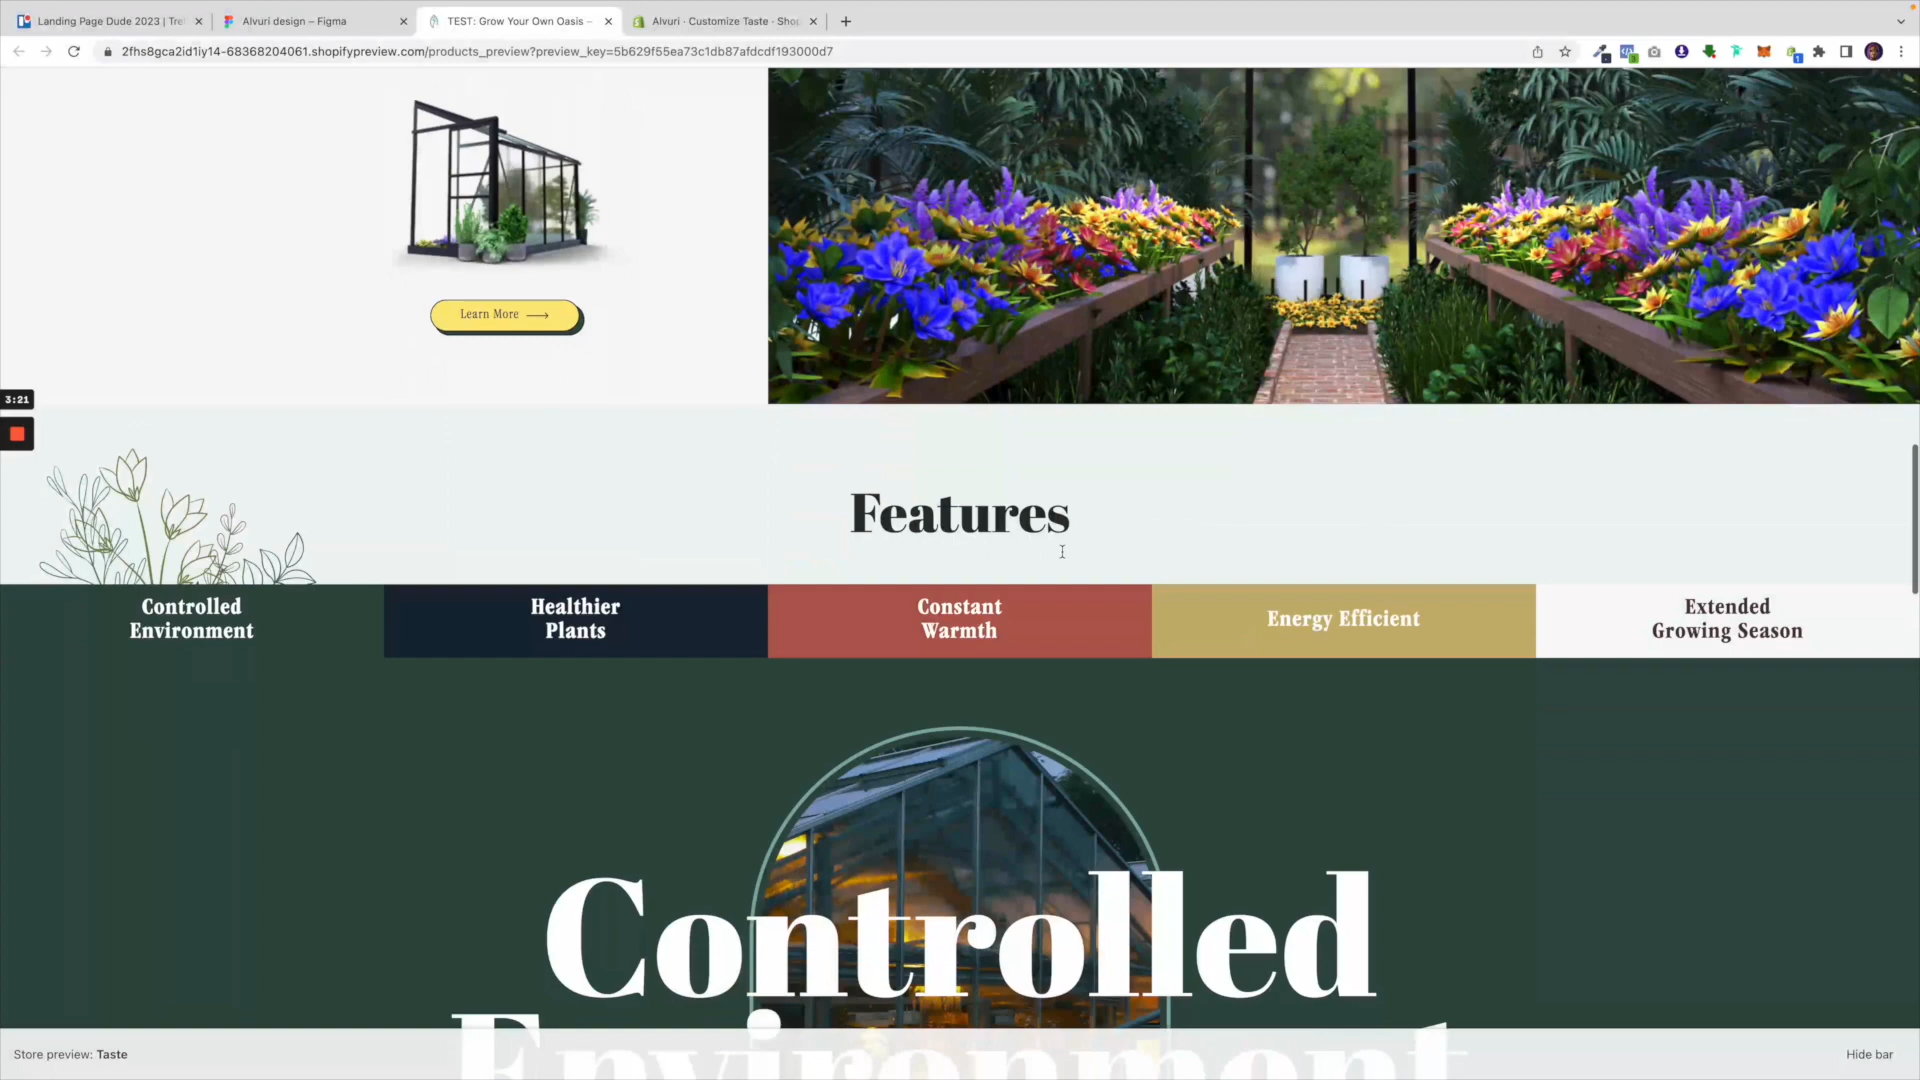 Landing Page Dude 2023 | Trel
Alvuri design – Figma
TEST: Grow Your Own Oasis –
Alvuri · Customize Taste · Shop
2fhs8gca2id1iy14-68368204061.shopifypreview.com/products_preview?preview_key=5b629f55ea73c1db87afdcdf193000d7
Learn More
3:21
Features
Controlled
Environment
Healthier
Plants
Constant
Warmth
Energy Efficient
Extended
Growing Season
Controlled
Environment
Store preview: Taste
Hide bar